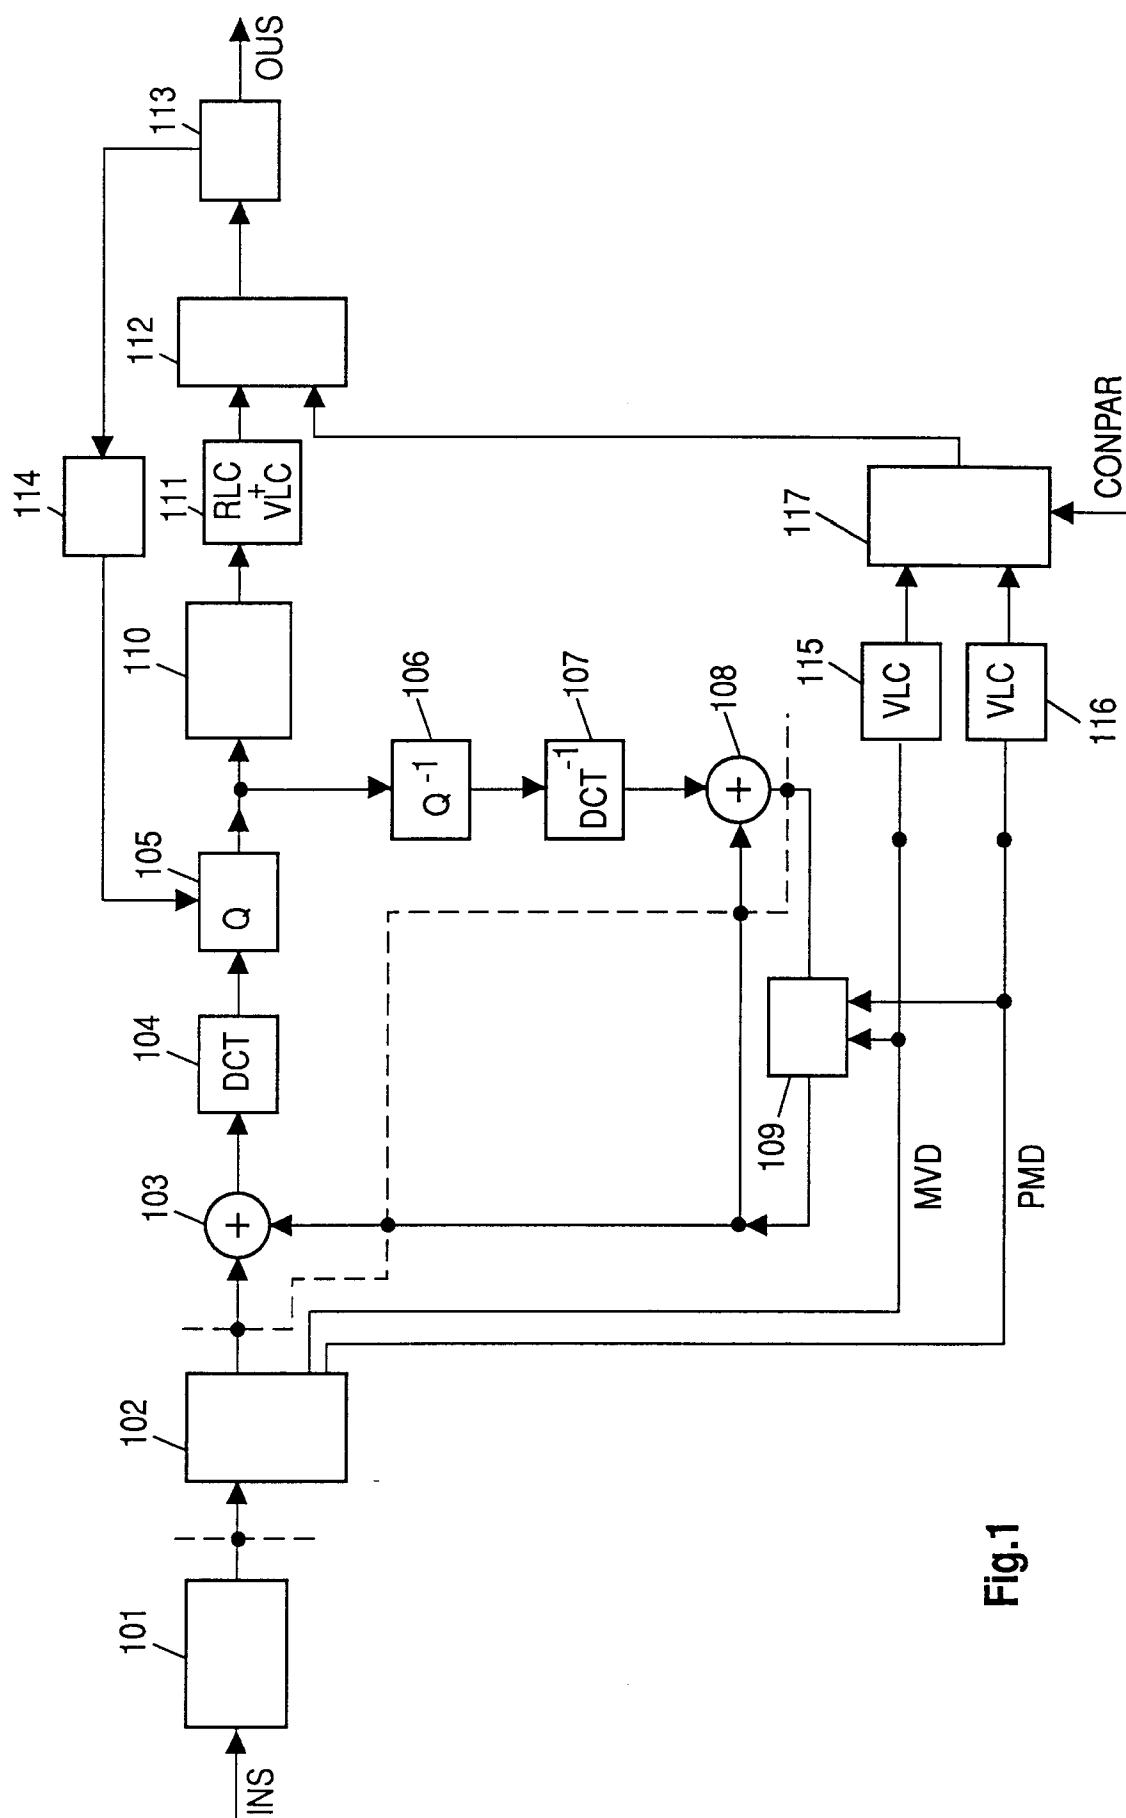 INS
101
102
103
104
DCT
105
Q
114
110
111
RLC
+
VLC
112
113
OUS
106
Q⁻¹
107
DCT⁻¹
108
+
+
109
MVD
PMD
115
VLC
VLC
116
117
CONPAR
Fig.1